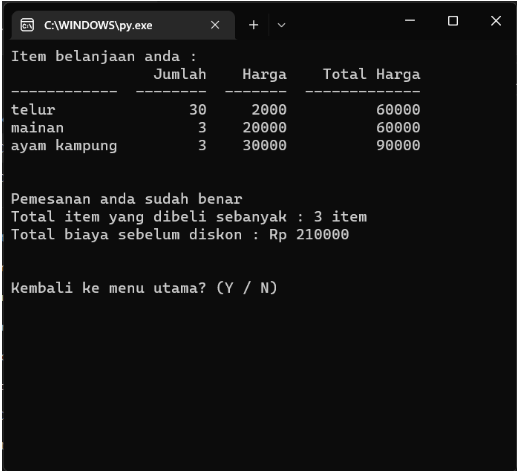 C:\WINDOWS\py.exe
Item belanjaan anda :
Jumlah Harga Total Harga
------------ -------- ------- -------------
telur 30 2000 60000
mainan 3 20000 60000
ayam kampung 3 30000 90000
Pemesanan anda sudah benar
Total item yang dibeli sebanyak : 3 item
Total biaya sebelum diskon : Rp 210000
Kembali ke menu utama? (Y / N)